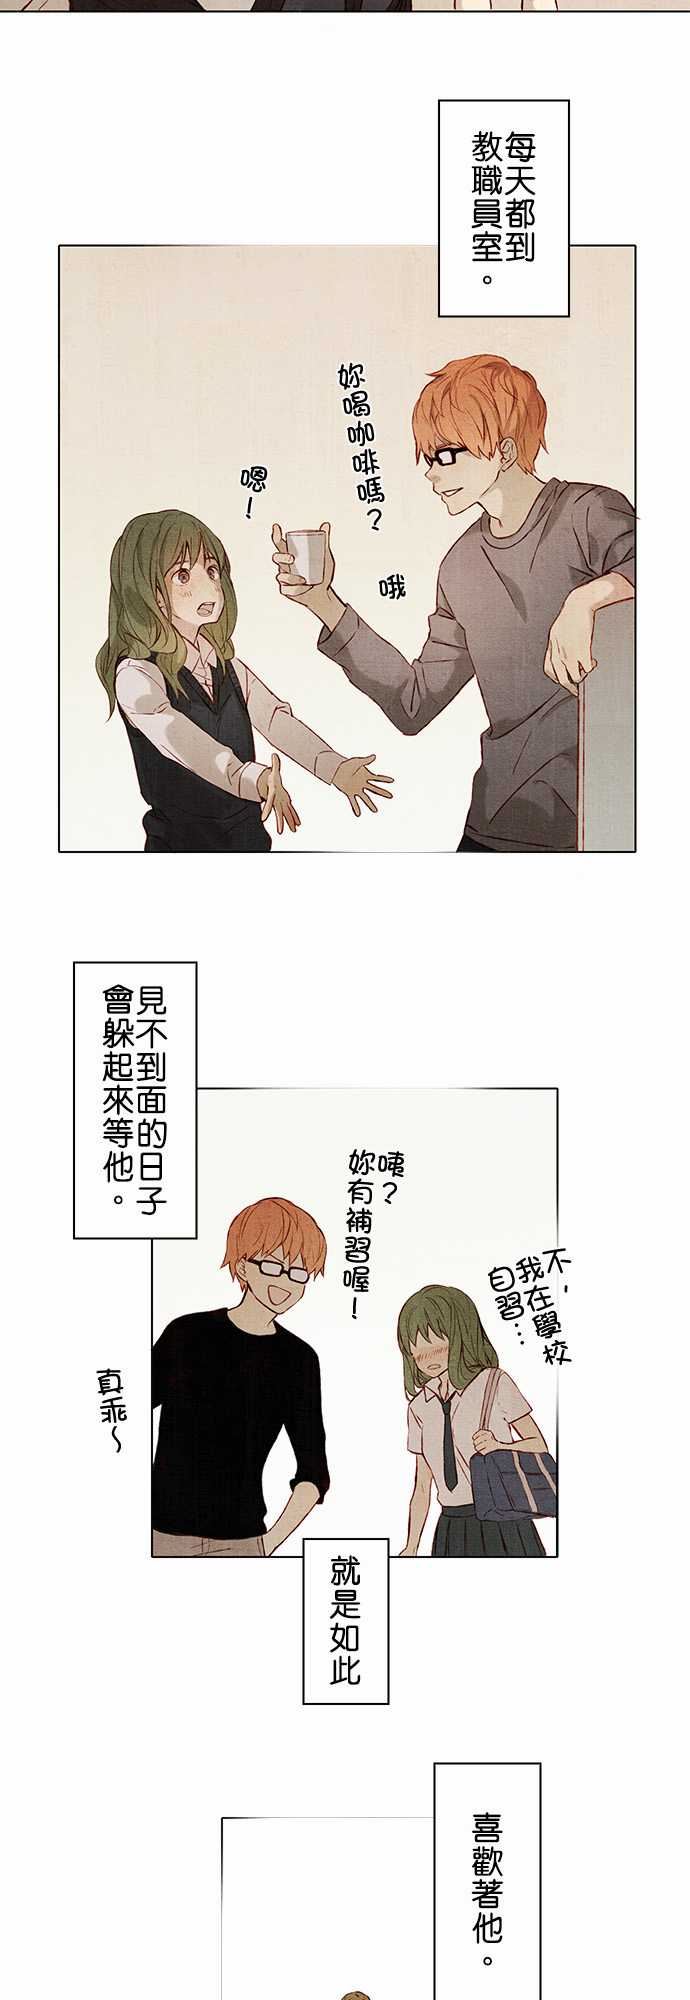 每天都到
教職員室。
妳喝咖啡嗎？
嗯！
哦
見不到面的日子
會躲起來等他。
咦？
妳有補習喔！
不，
我在學校
自習…
真乖～
就是如此
喜歡著他。